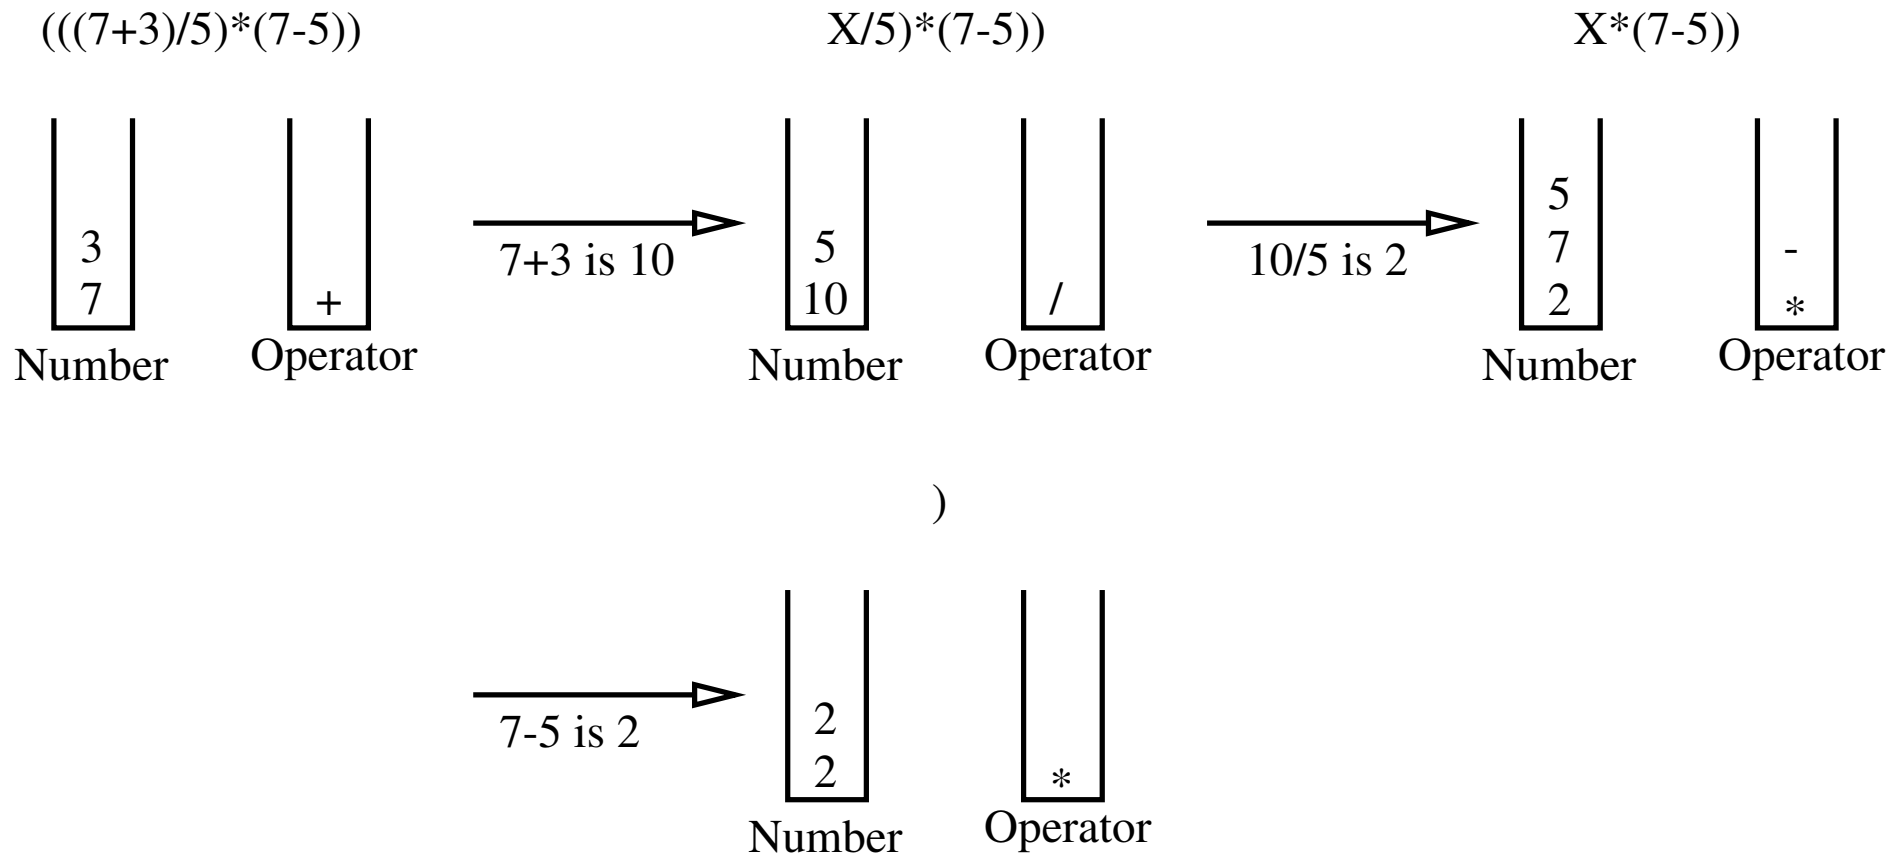 (((7+3)/5)*(7-5))
X/5)*(7-5))
X*(7-5))
3
7
+
Number
Operator
7+3 is 10
5
10
/
Number
Operator
10/5 is 2
5
7
2
-
*
Number
Operator
)
7-5 is 2
2
2
*
Number
Operator